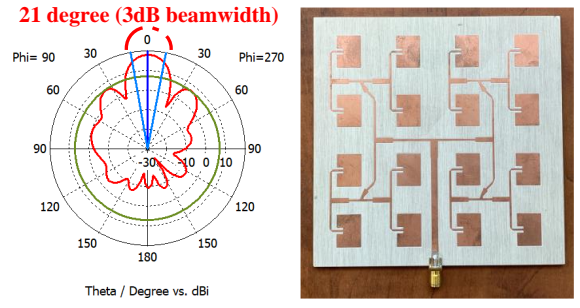 21 degree (3dB beamwidth)
0
Phi= 90 30 30 Phi=270
60 60
90 -30 -10 0 10 90
120 120
150 150
180
Theta / Degree vs. dBi